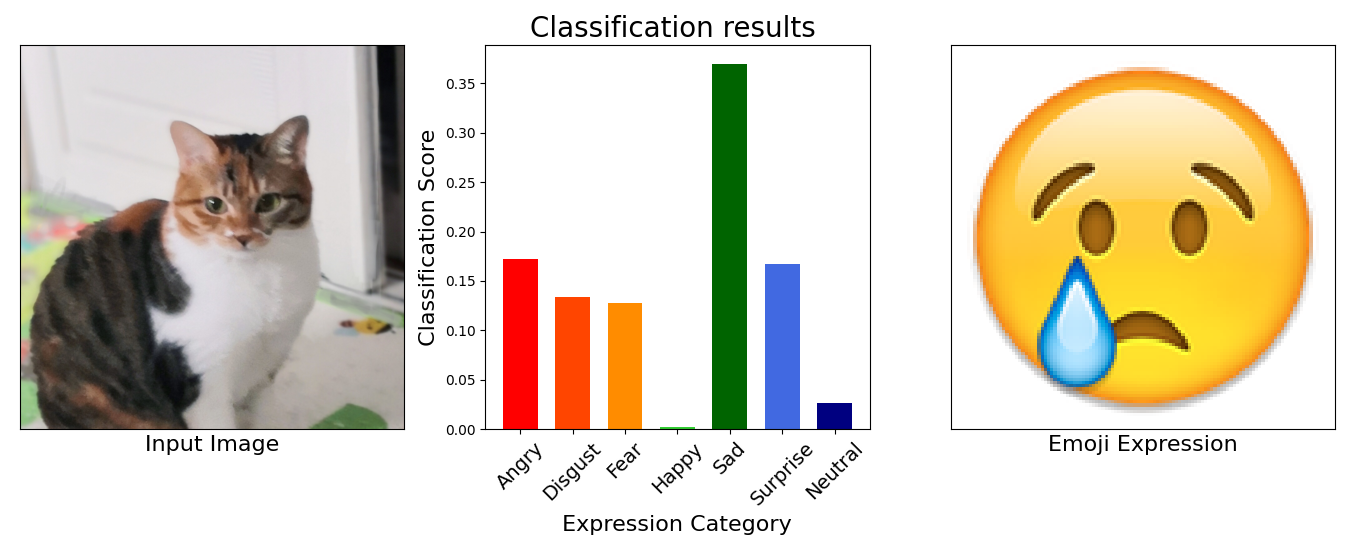 Classification results
Classification Score
0.35
0.30
0.25
0.20
0.15
0.10
0.05
0.00
Angry
Disgust
Fear
Happy
Sad
Surprise
Neutral
Expression Category
Input Image
Emoji Expression